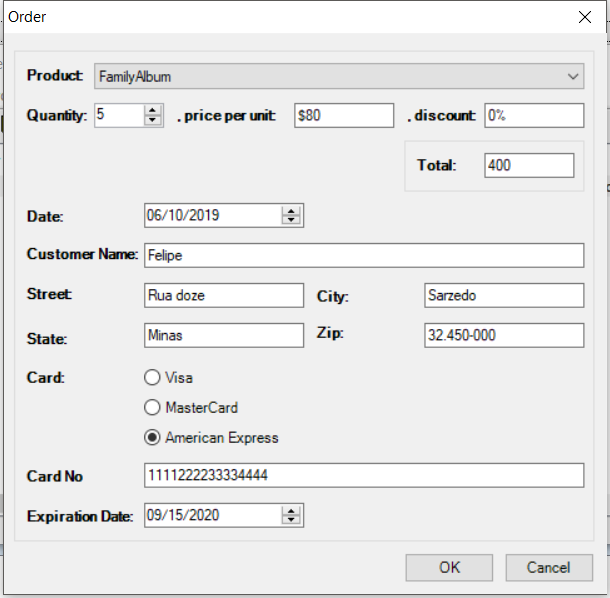 Order
Product: FamilyAlbum
Quantity: 5 , price per unit: $80 , discount: 0%
Total: 400
Date: 06/10/2019
Customer Name: Felipe
Street: Rua doze City: Sarzedo
State: Minas Zip: 32.450-000
Card: Visa
MasterCard
American Express
Card No 1111222233334444
Expiration Date: 09/15/2020
OK Cancel